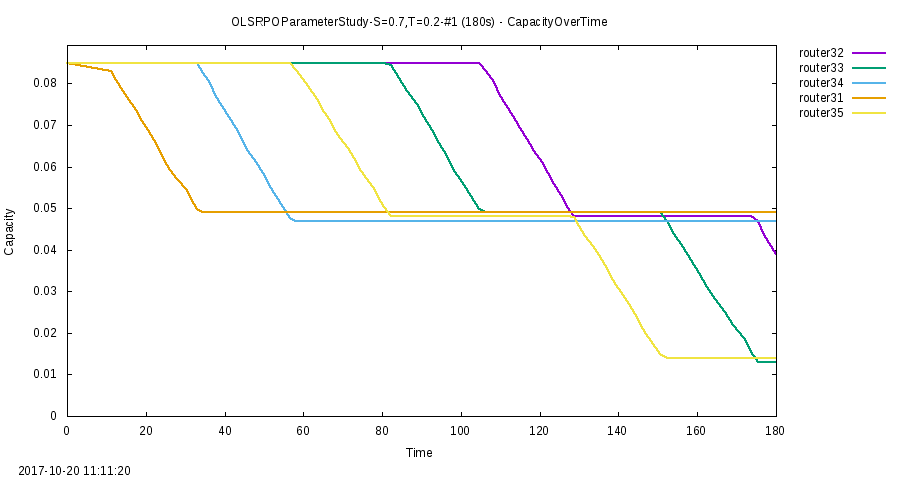 OLSRPOParameterStudy-S=0.7,T=0.2-#1 (180s) - CapacityOverTime
router32
router33
router34
router31
router35
0.08
0.07
0.06
0.05
0.04
0.03
0.02
0.01
0
Capacity
0 20 40 60 80 100 120 140 160 180
Time
2017-10-20 11:11:20